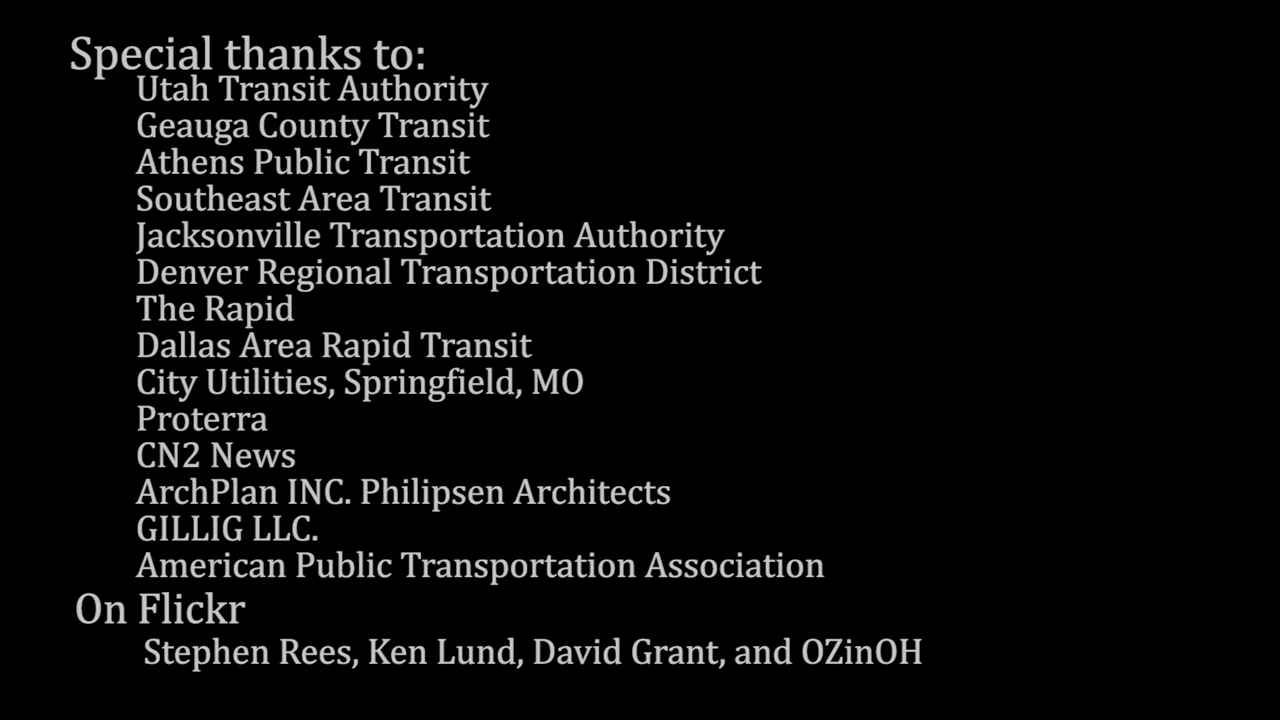 Special thanks to:
Utah Transit Authority
Geauga County Transit
Athens Public Transit
Southeast Area Transit
Jacksonville Transportation Authority
Denver Regional Transportation District
The Rapid
Dallas Area Rapid Transit
City Utilities, Springfield, MO
Proterra
CN2 News
ArchPlan INC. Philipsen Architects
GILLIG LLC.
American Public Transportation Association
On Flickr
Stephen Rees, Ken Lund, David Grant, and OZinOH